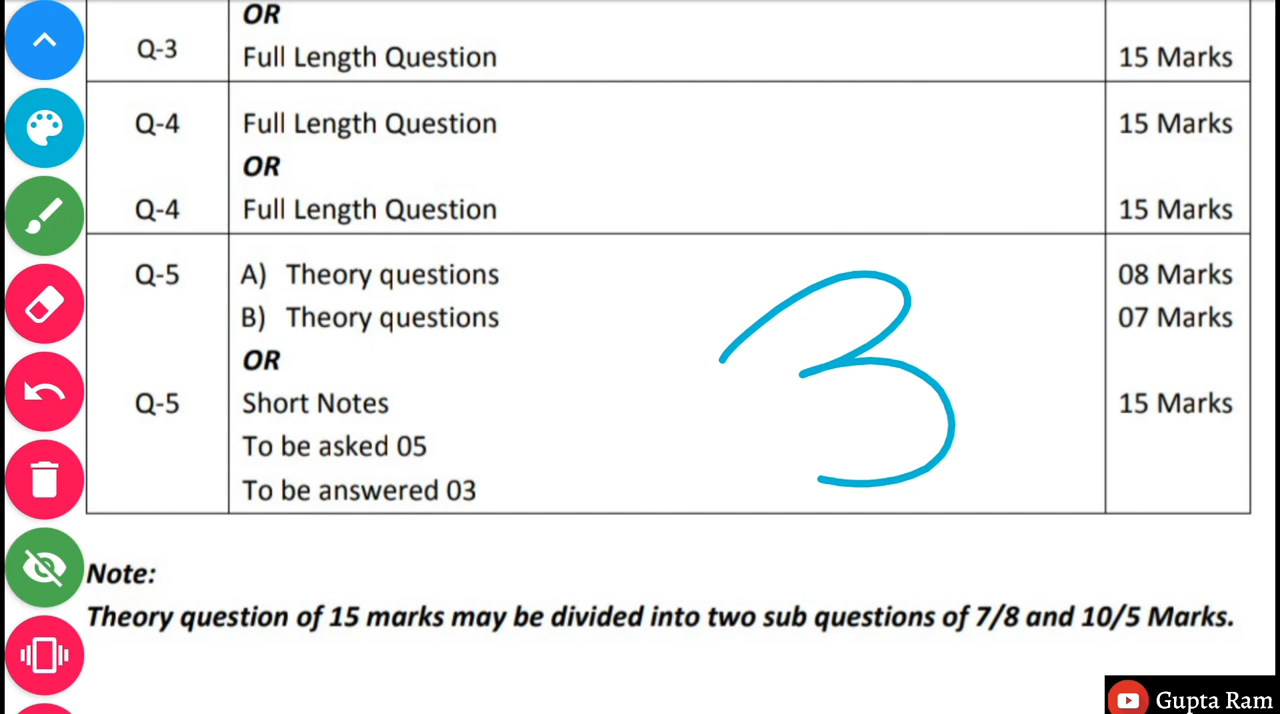 OR
Q-3 Full Length Question 15 Marks
Q-4 Full Length Question 15 Marks
OR
Q-4 Full Length Question 15 Marks
Q-5 A) Theory questions 08 Marks
B) Theory questions 07 Marks
OR
Q-5 Short Notes 15 Marks
To be asked 05
To be answered 03
3
Note:
Theory question of 15 marks may be divided into two sub questions of 7/8 and 10/5 Marks.
Gupta Ram